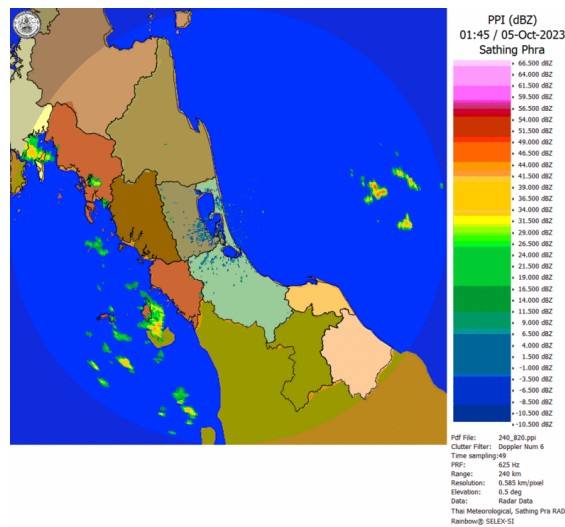 PPI (dBZ)
01:45 / 05-Oct-2023
Sathing Phra
66.500 dBZ
64.000 dBZ
61.500 dBZ
59.500 dBZ
56.500 dBZ
54.000 dBZ
51.500 dBZ
49.000 dBZ
46.500 dBZ
44.000 dBZ
41.500 dBZ
39.000 dBZ
36.500 dBZ
34.000 dBZ
31.500 dBZ
29.000 dBZ
26.500 dBZ
24.000 dBZ
21.500 dBZ
19.000 dBZ
16.500 dBZ
14.000 dBZ
11.500 dBZ
9.000 dBZ
6.500 dBZ
4.000 dBZ
1.500 dBZ
-1.000 dBZ
-3.500 dBZ
-6.500 dBZ
-8.500 dBZ
-10.500 dBZ
-10.500 dBZ
Pdf File: 240_820.ppi
Clutter Filter: Doppler Num 6
Time sampling:49
PRF: 625 Hz
Range: 240 km
Resolution: 0.585 km/pixel
Elevation: 0.5 deg
Data: Radar Data
Thai Meteorological, Sathing Pra RAD
Rainbow® SELEX-SI